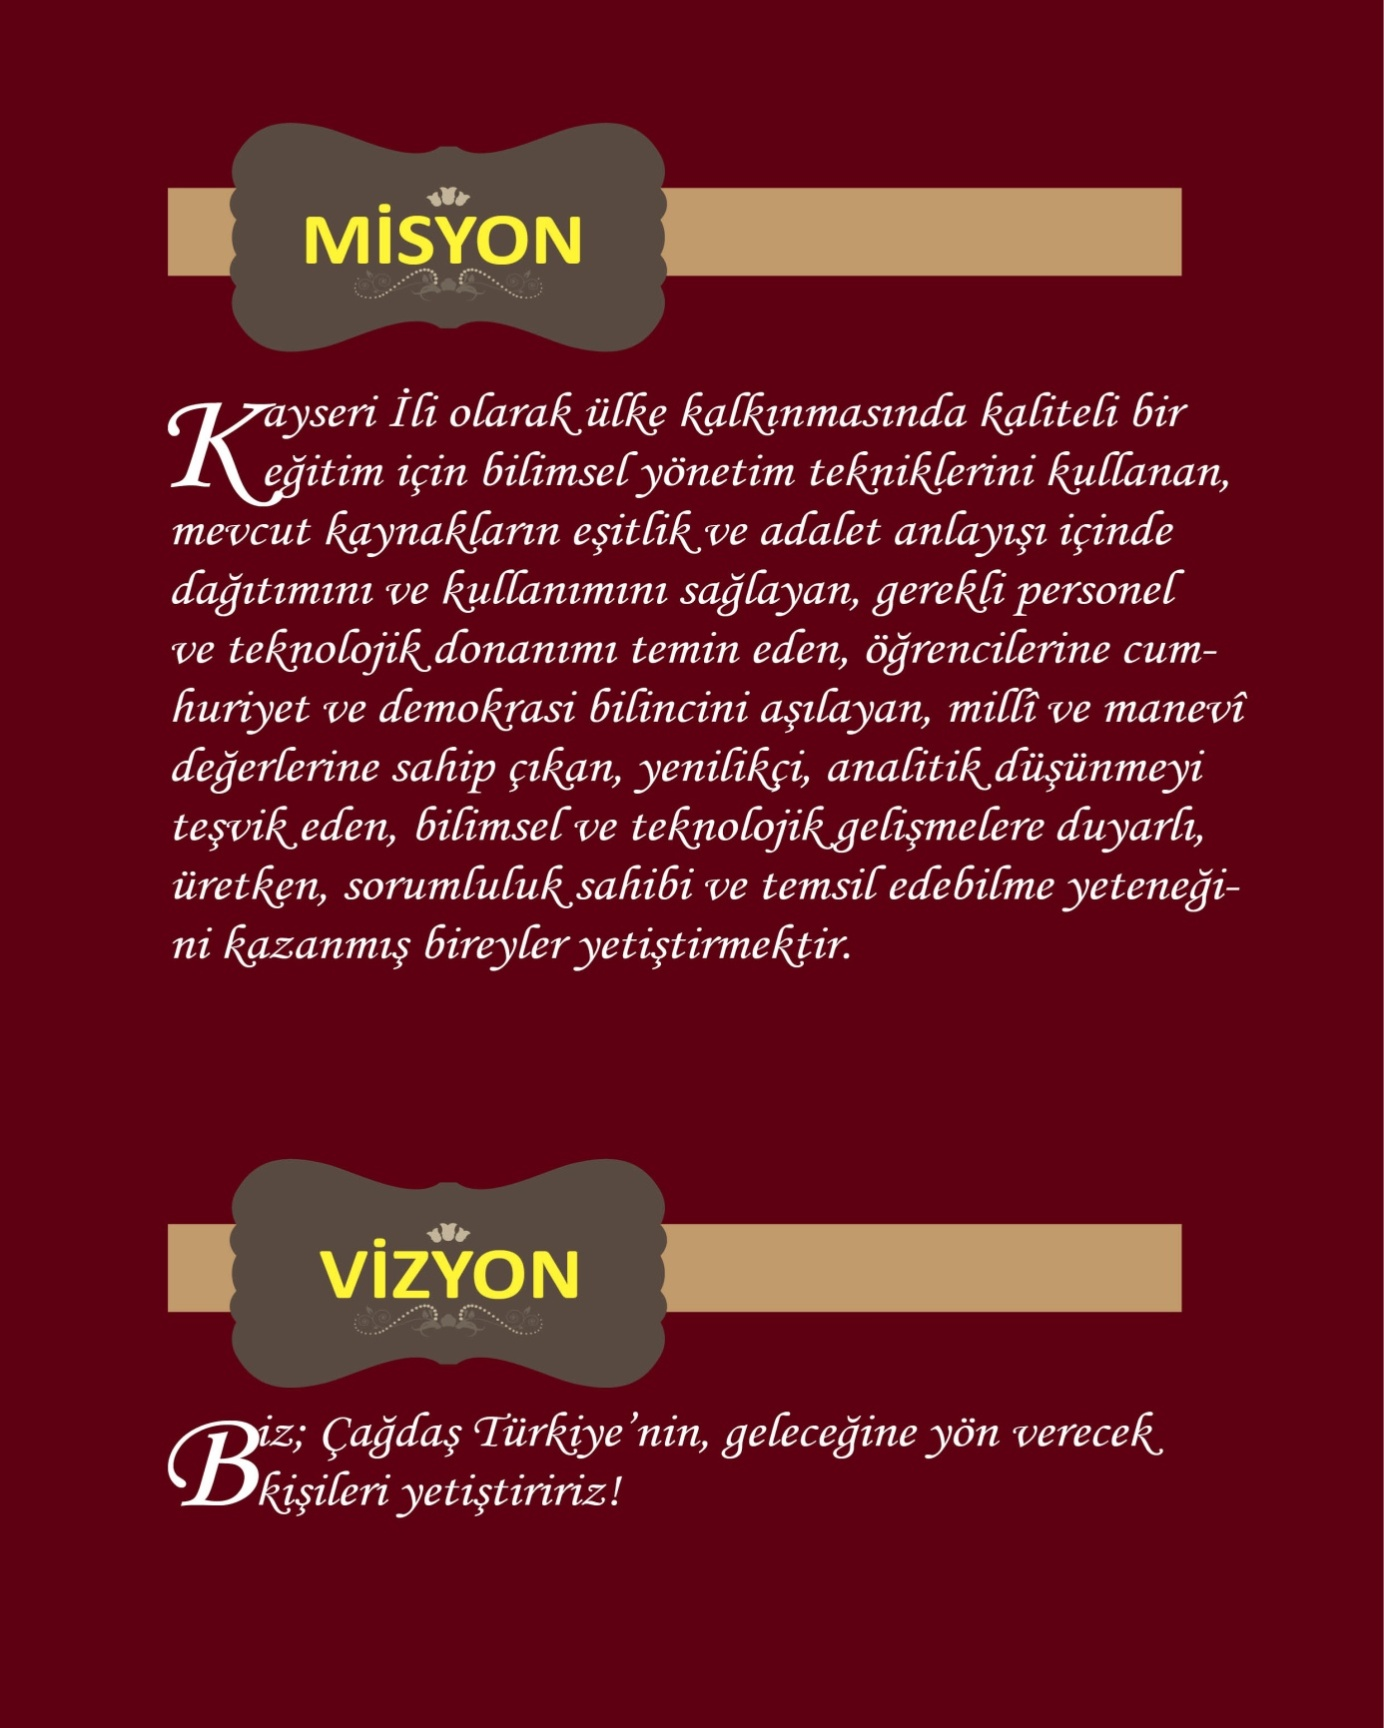 MİSYON
Kayseri İli olarak ülke kalkınmasında kaliteli bir
eğitim için bilimsel yönetim tekniklerini kullanan,
mevcut kaynakların eşitlik ve adalet anlayışı içinde
dağıtımını ve kullanımını sağlayan, gerekli personel
ve teknolojik donanımı temin eden, öğrencilerine cum-
huriyet ve demokrasi bilincini aşılayan, millî ve manevî
değerlerine sahip çıkan, yenilikçi, analitik düşünmeyi
teşvik eden, bilimsel ve teknolojik gelişmelere duyarlı,
üretken, sorumluluk sahibi ve temsil edebilme yeteneği-
ni kazanmış bireyler yetiştirmektir.
VİZYON
Biz; Çağdaş Türkiye’nin, geleceğine yön verecek
kişileri yetiştiririz!